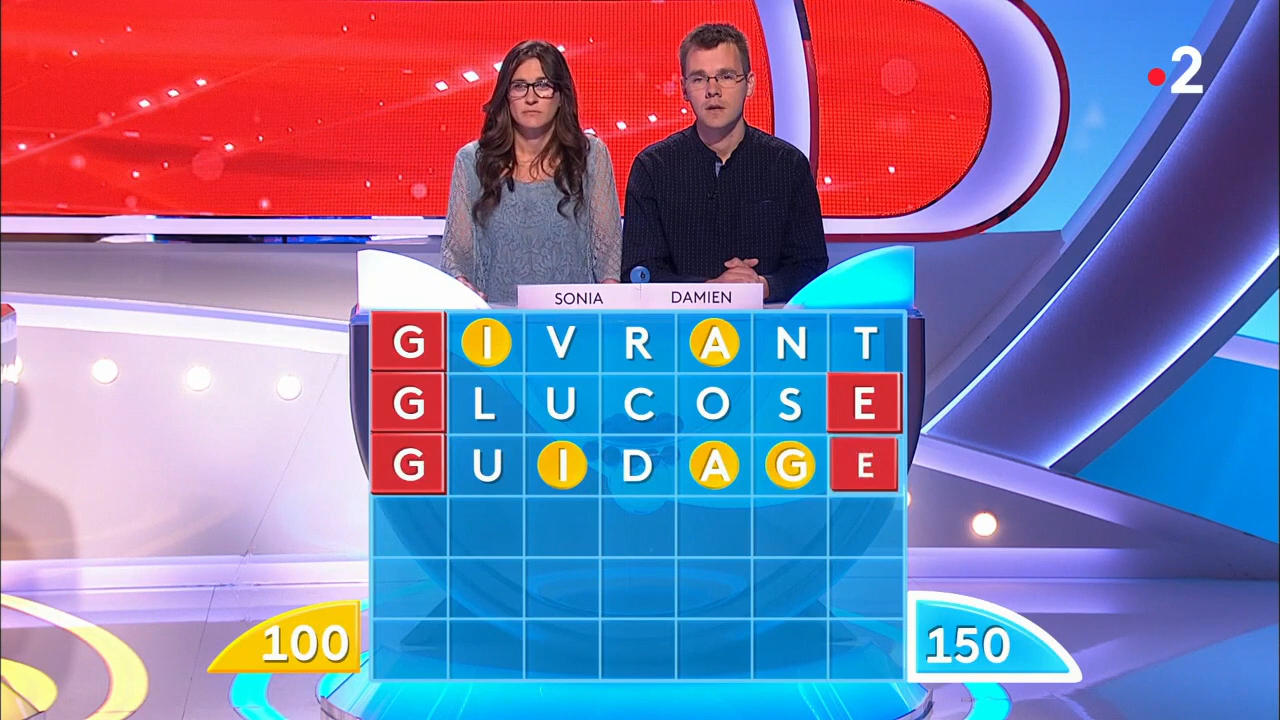 2
SONIA DAMIEN
GIVRANT
GLUCOSE
GUIDAGE
100 150